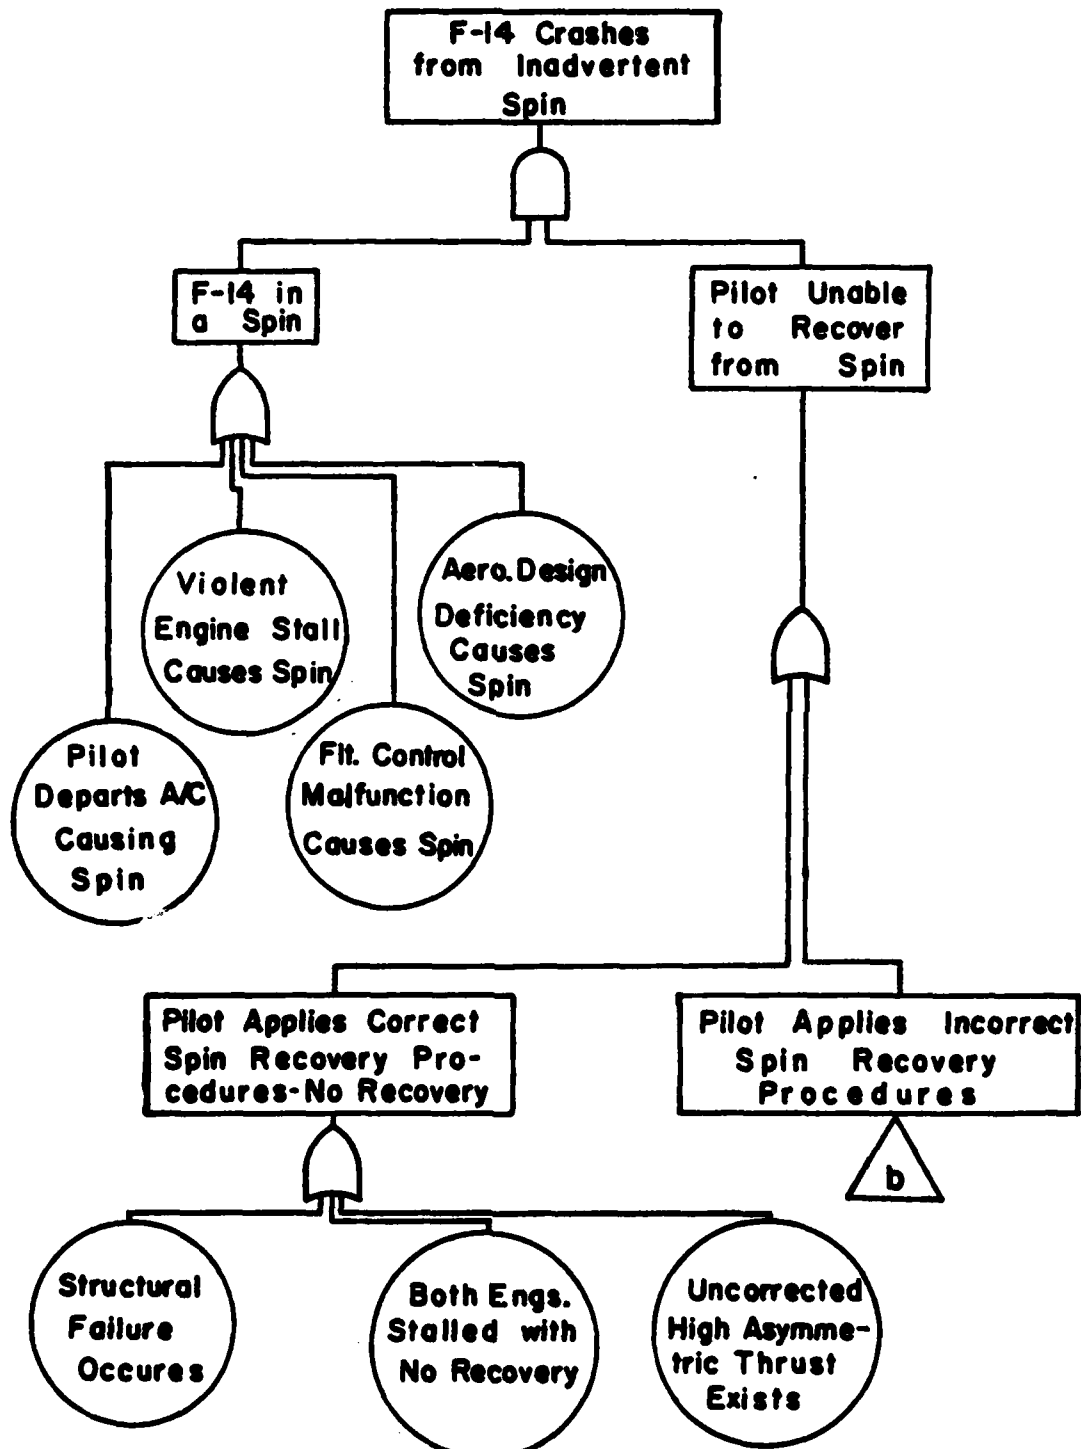 F-14 Crashes
from Inadvertent
Spin
F-14 in
a Spin
Pilot Unable
to Recover
from Spin
Violent
Engine Stall
Causes Spin
Aero. Design
Deficiency
Causes
Spin
Pilot
Departs A/C
Causing
Spin
Flt. Control
Malfunction
Causes Spin
Pilot Applies Correct
Spin Recovery Pro-
cedures-No Recovery
Pilot Applies Incorrect
Spin Recovery
Procedures
b
Structural
Failure
Occures
Both Engs.
Stalled with
No Recovery
Uncorrected
High Asymme-
tric Thrust
Exists